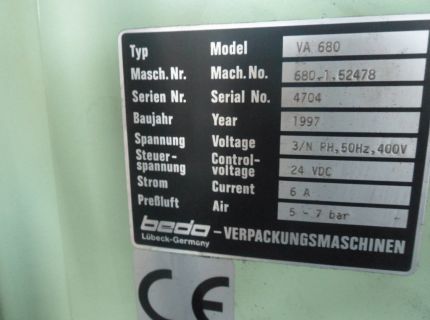 Typ Model VA 680
Masch. Nr. Mach. No. 680.1.52478
Serien Nr. Serial No. 4704
Baujahr Year 1997
Spannung Voltage 3/N PH,50Hz,400V
Steuer-spannung Control-voltage 24 VDC
Strom Current 6 A
Preßluft Air 5 - 7 bar
bedo -VERPACKUNGSMASCHINEN
Lübeck-Germany
CE